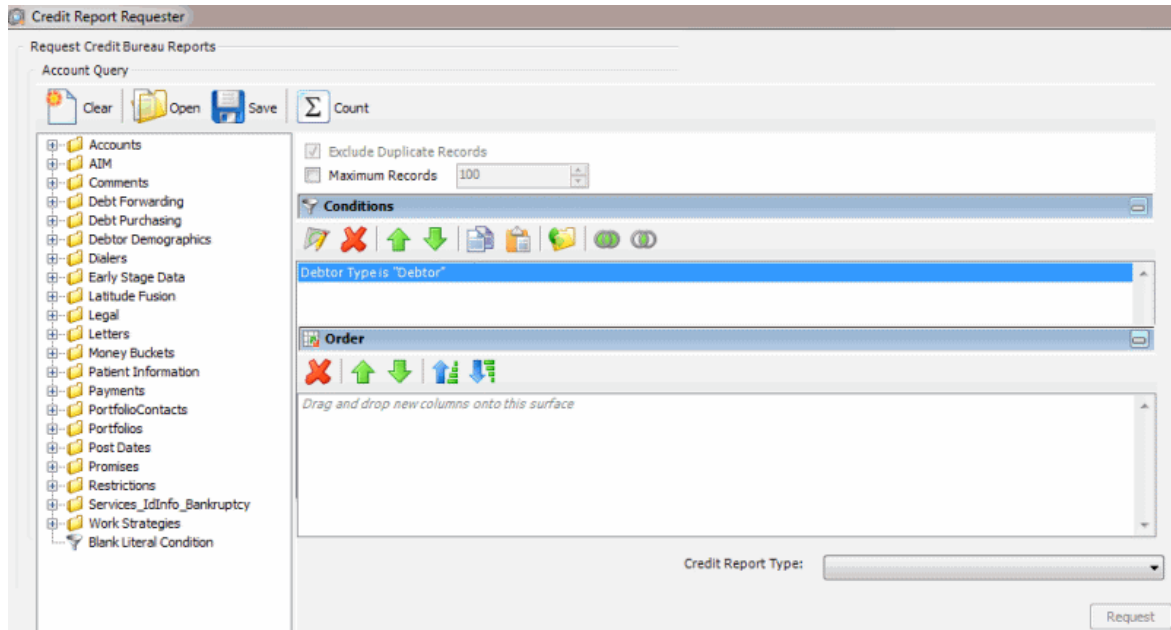 Credit Report Requester
Request Credit Bureau Reports
Account Query
Clear Open Save Σ Count
Accounts
AIM
Comments
Debt Forwarding
Debt Purchasing
Debtor Demographics
Dialers
Early Stage Data
Latitude Fusion
Legal
Letters
Money Buckets
Patient Information
Payments
PortfolioContacts
Portfolios
Post Dates
Promises
Restrictions
Services_IdInfo_Bankruptcy
Work Strategies
Blank Literal Condition
Exclude Duplicate Records
Maximum Records 100
Conditions
Debtor Type is "Debtor"
Order
Drag and drop new columns onto this surface
Credit Report Type:
Request